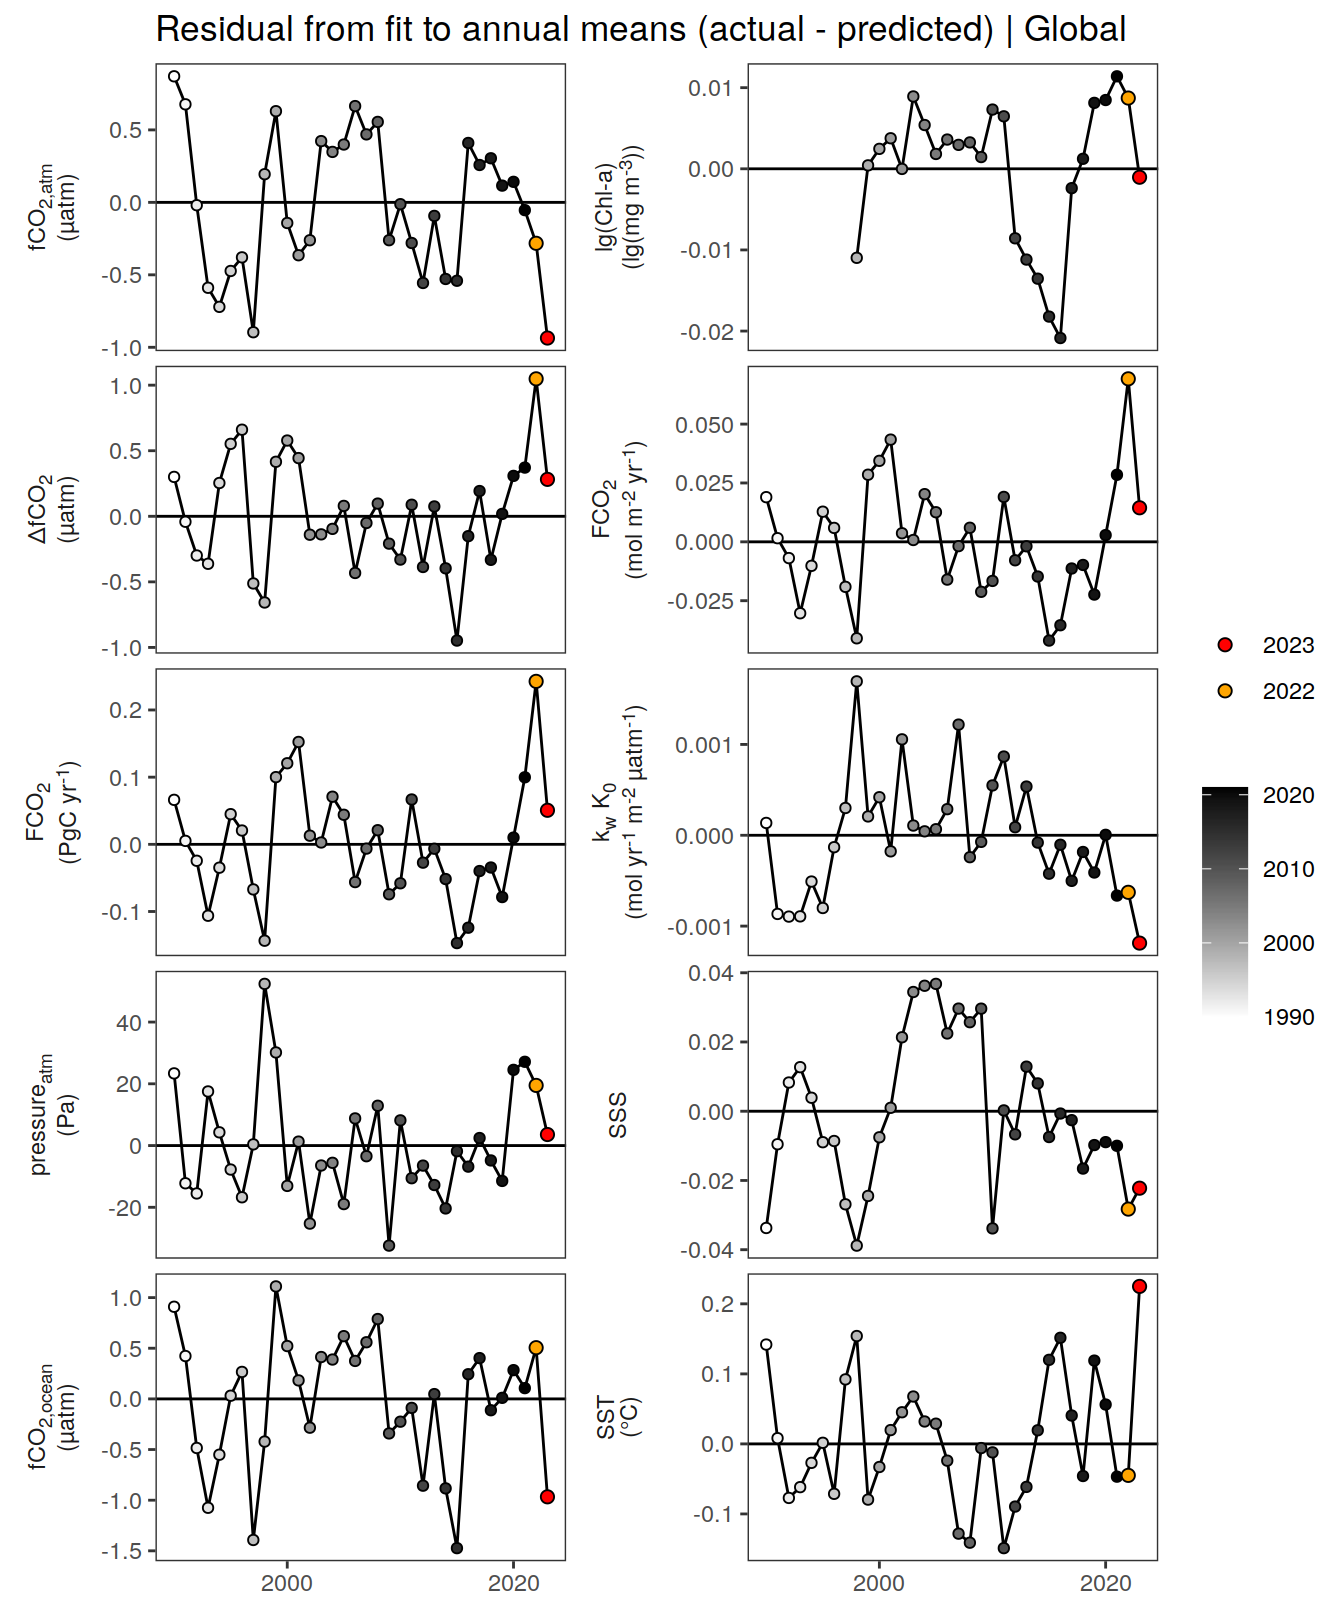 Residual from fit to annual means (actual - predicted) | Global
fCO2,atm
(µatm)
0.5
0.0
-0.5
-1.0
lg(Chl-a)
(lg(mg m-3))
0.01
0.00
-0.01
-0.02
ΔfCO2
(µatm)
1.0
0.5
0.0
-0.5
-1.0
FCO2
(mol m-2 yr-1)
0.050
0.025
0.000
-0.025
FCO2
(PgC yr-1)
0.2
0.1
0.0
-0.1
kw K0
(mol yr-1 m-2 µatm-1)
0.001
0.000
-0.001
pressureatm
(Pa)
40
20
0
-20
SSS
0.04
0.02
0.00
-0.02
-0.04
fCO2,ocean
(µatm)
1.0
0.5
0.0
-0.5
-1.0
-1.5
SST
(°C)
0.2
0.1
0.0
-0.1
2000
2020
2000
2020
2023
2022
2020
2010
2000
1990